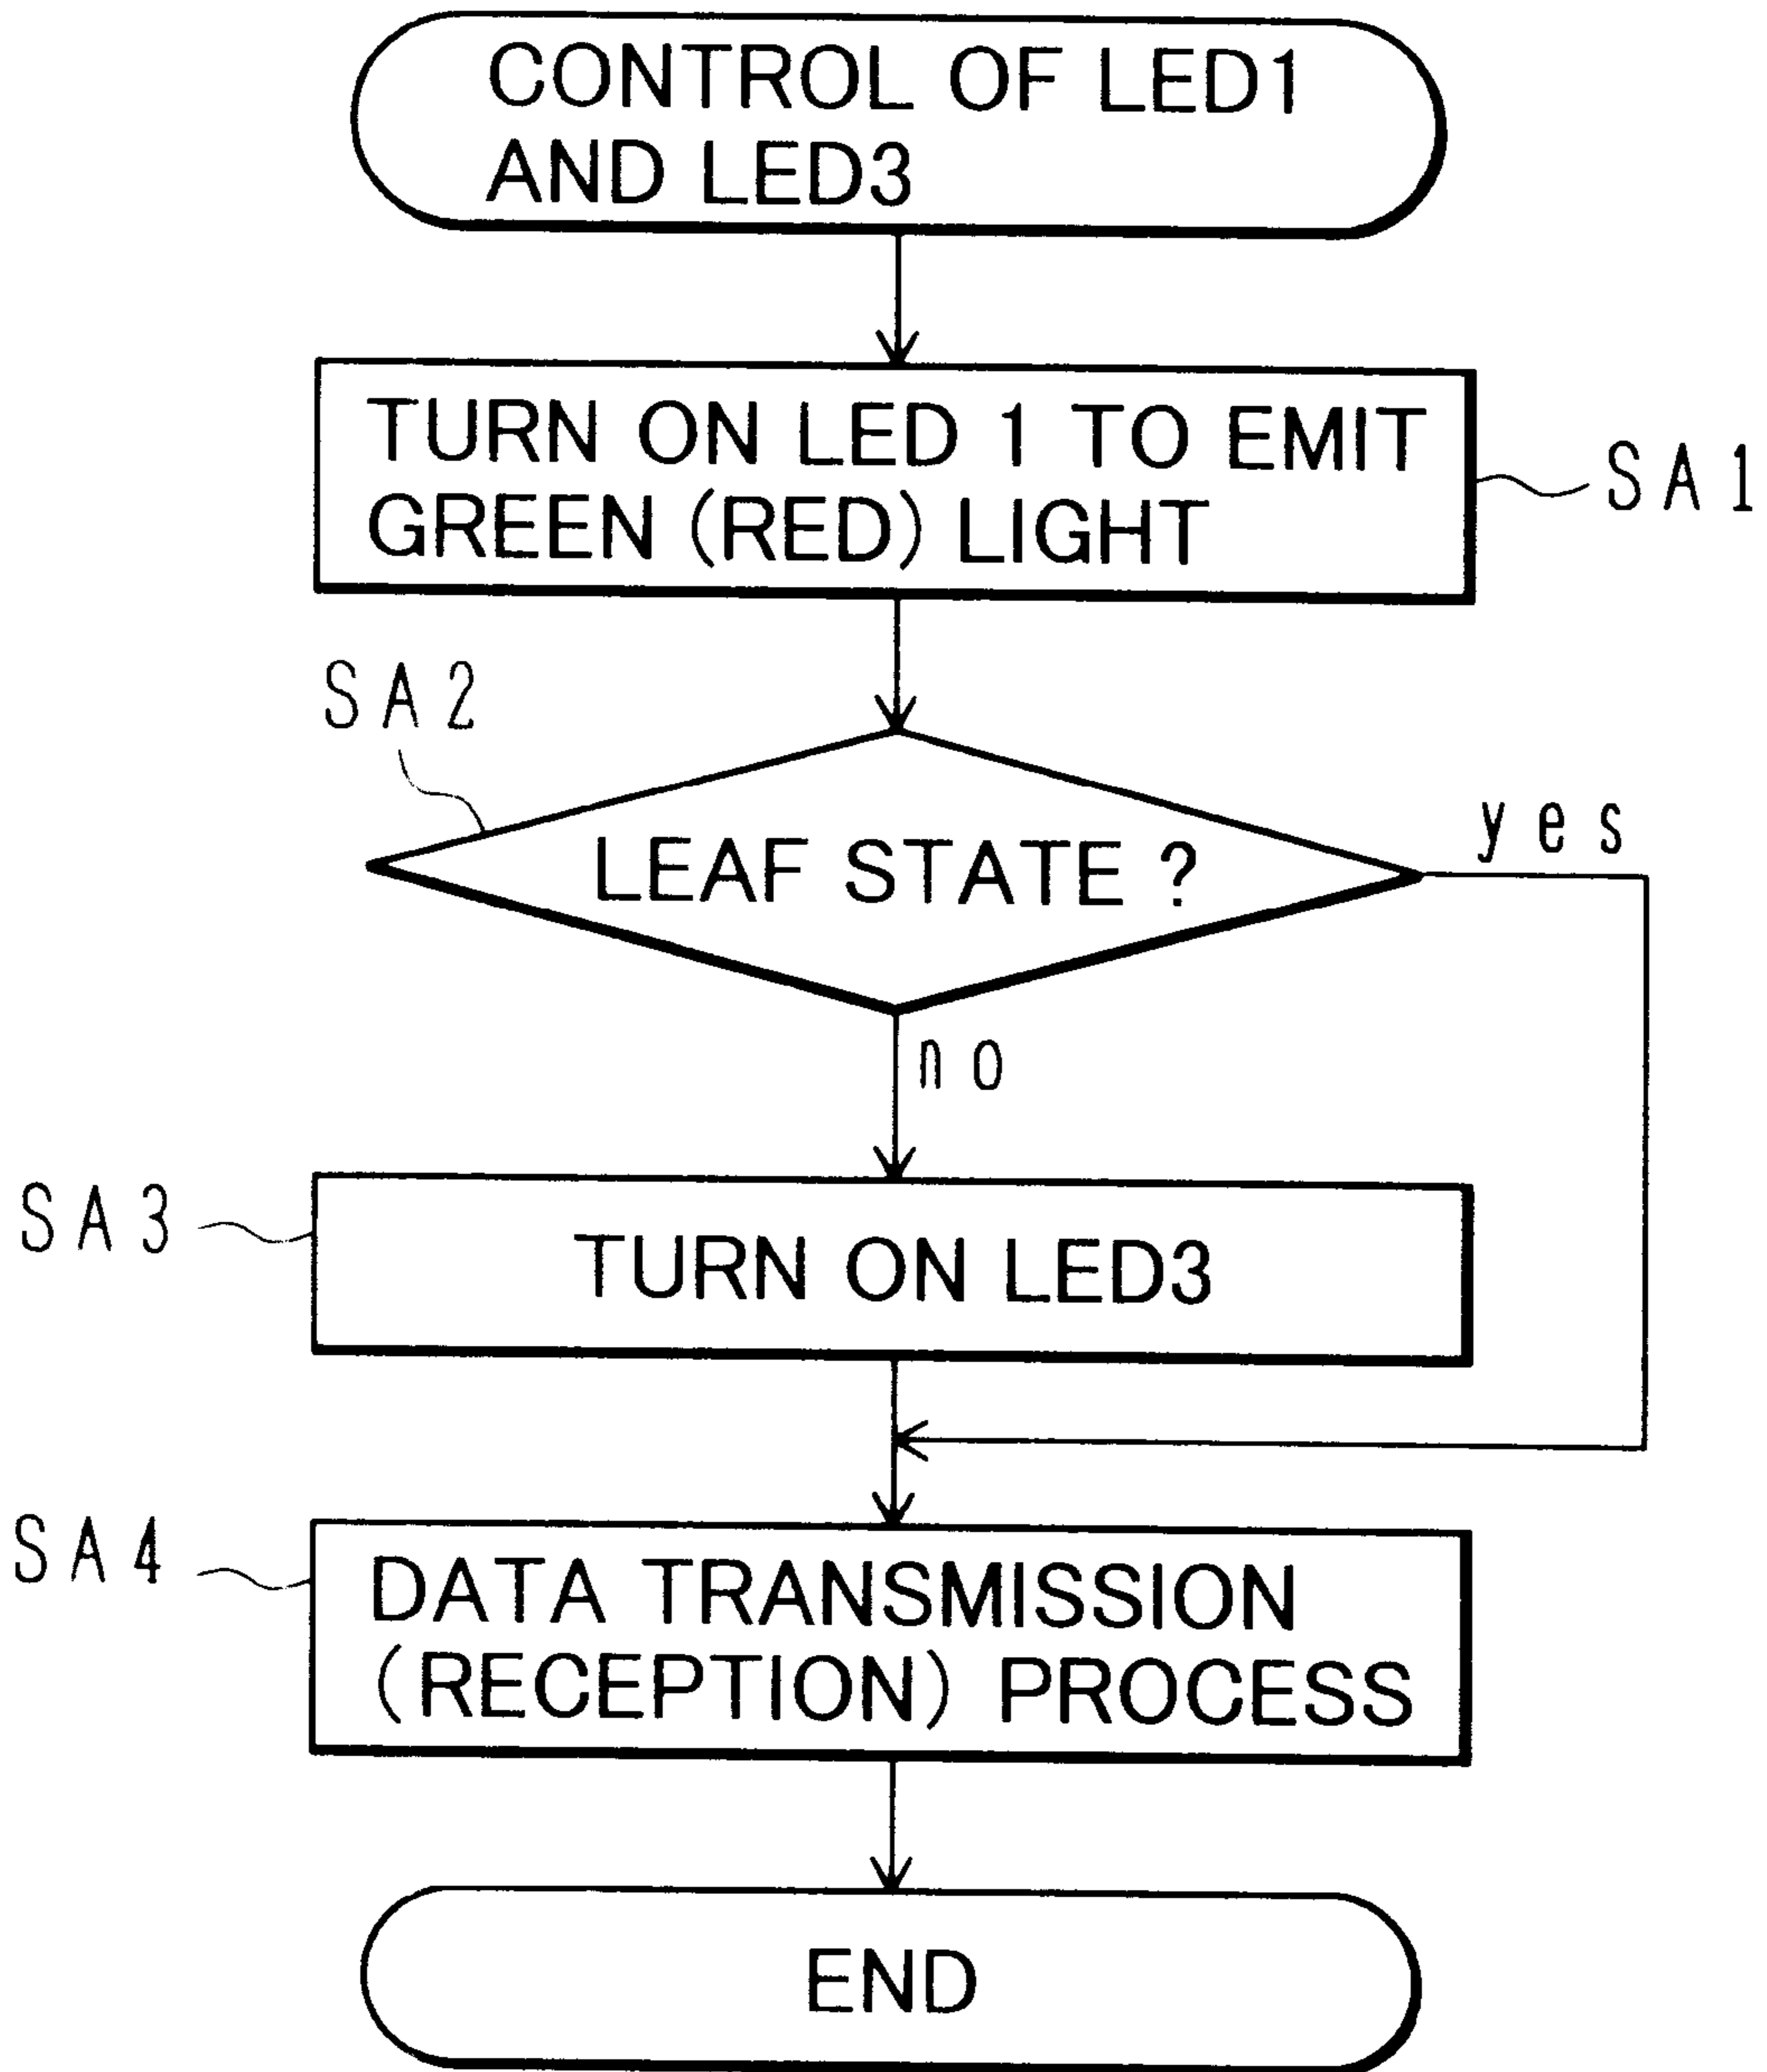 CONTROL OF LED1
AND LED3
TURN ON LED 1 TO EMIT
GREEN (RED) LIGHT
SA1
SA2
LEAF STATE ?
yes
no
SA3
TURN ON LED3
SA4
DATA TRANSMISSION
(RECEPTION) PROCESS
END